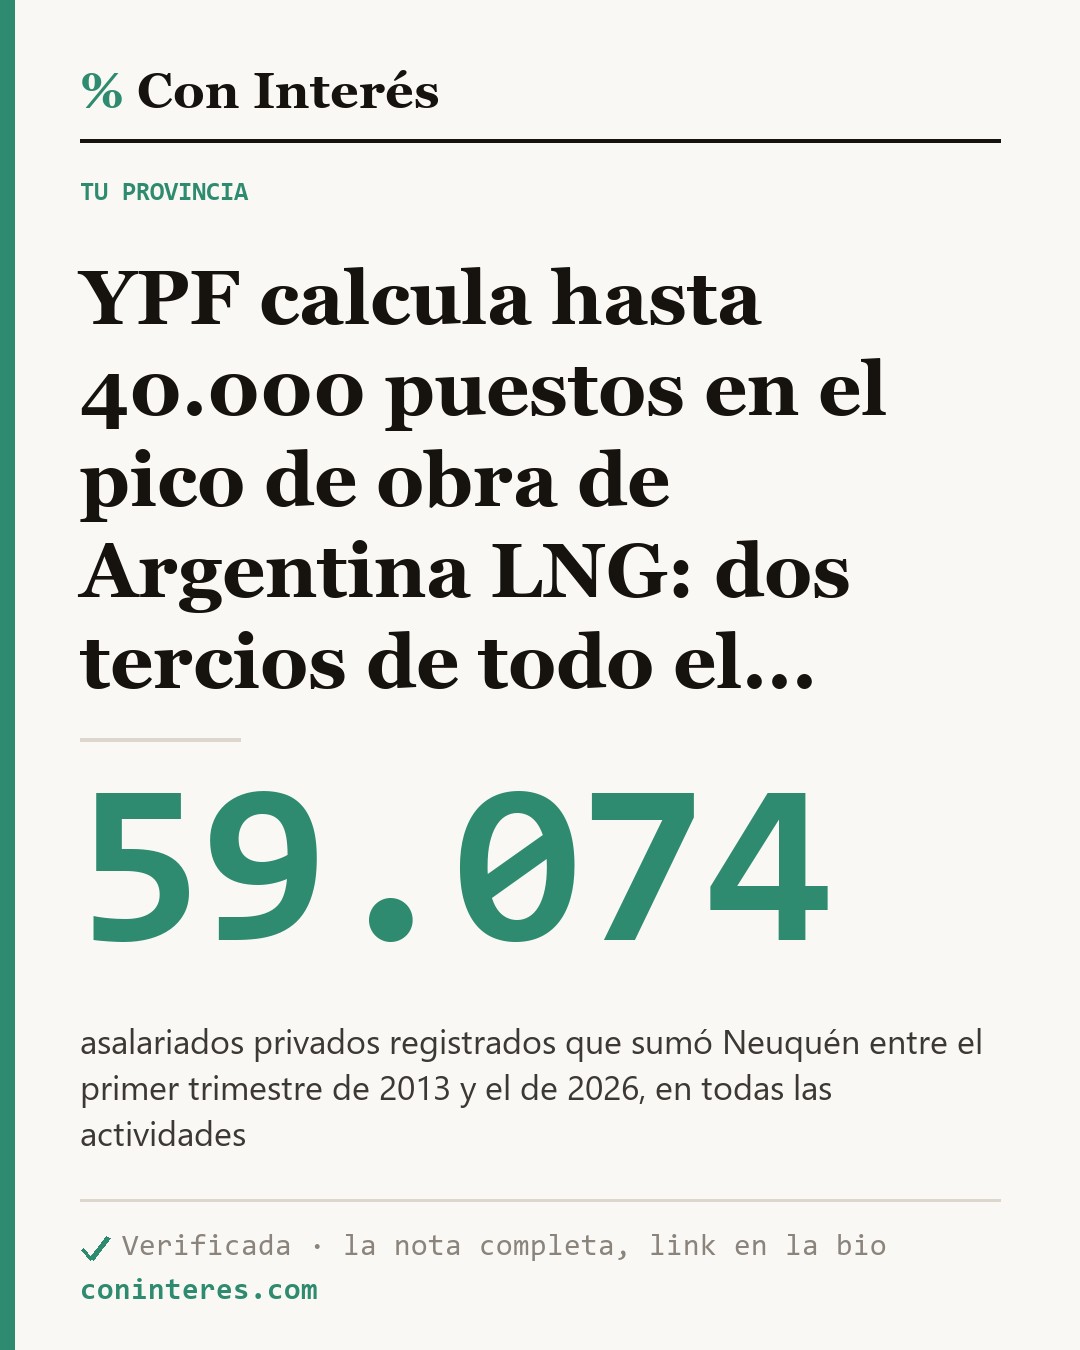 % Con Interés
TU PROVINCIA
YPF calcula hasta
40.000 puestos en el
pico de obra de
Argentina LNG: dos
tercios de todo el...
59.074
asalariados privados registrados que sumó Neuquén entre el
primer trimestre de 2013 y el de 2026, en todas las
actividades
✓ Verificada · la nota completa, link en la bio
coninteres.com